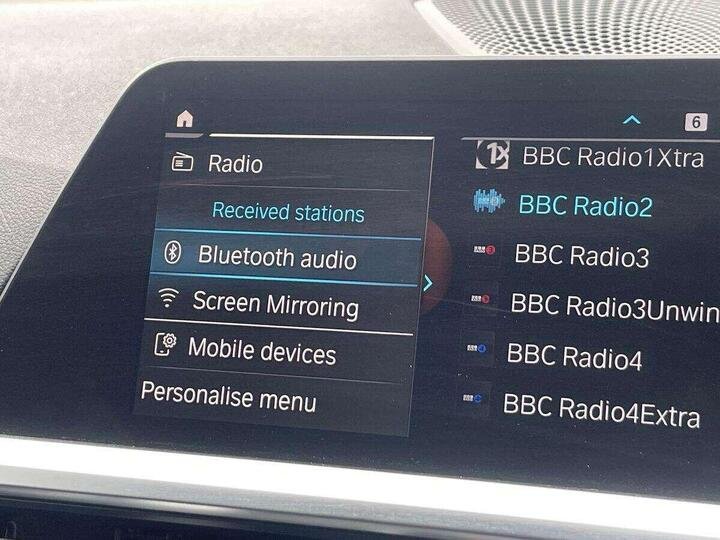 6
Radio
Received stations
Bluetooth audio
Screen Mirroring
Mobile devices
Personalise menu
1X
BBC Radio1Xtra
BBC Radio2
BBC Radio3
BBC Radio3Unwin
BBC Radio4
BBC Radio4Extra